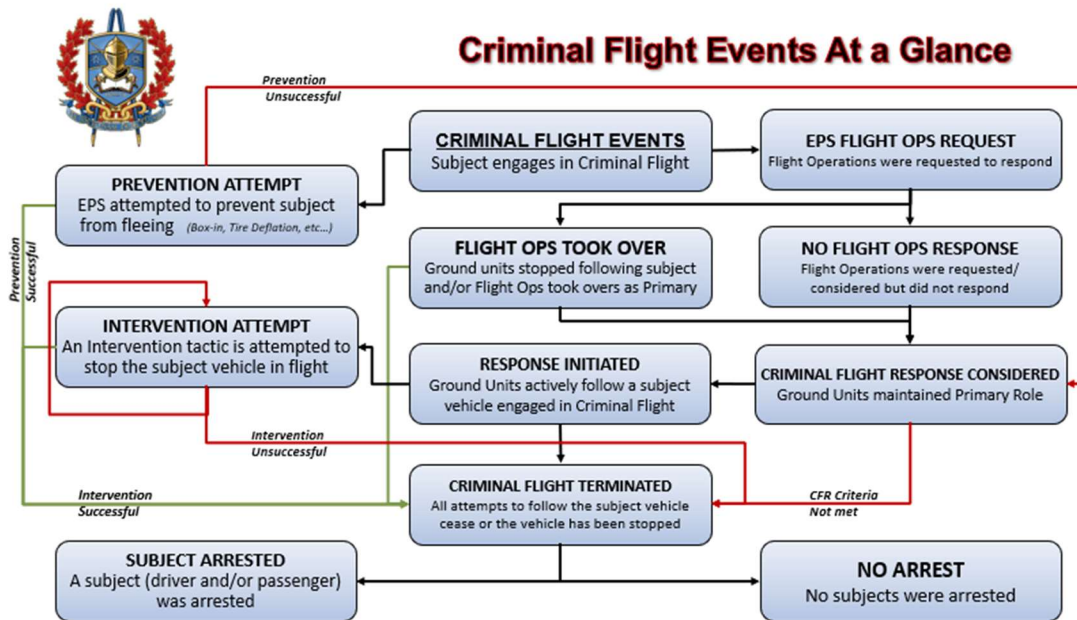 Criminal Flight Events At a Glance
Prevention
Unsuccessful
CRIMINAL FLIGHT EVENTS
Subject engages in Criminal Flight
EPS FLIGHT OPS REQUEST
Flight Operations were requested to respond
PREVENTION ATTEMPT
EPS attempted to prevent subject
from fleeing (Box-in, Tire Deflation, etc...)
FLIGHT OPS TOOK OVER
Ground units stopped following subject
and/or Flight Ops took overs as Primary
NO FLIGHT OPS RESPONSE
Flight Operations were requested/
considered but did not respond
Prevention
Successful
INTERVENTION ATTEMPT
An Intervention tactic is attempted to
stop the subject vehicle in flight
RESPONSE INITIATED
Ground Units actively follow a subject
vehicle engaged in Criminal Flight
CRIMINAL FLIGHT RESPONSE CONSIDERED
Ground Units maintained Primary Role
Intervention
Unsuccessful
Intervention
Successful
CRIMINAL FLIGHT TERMINATED
All attempts to follow the subject vehicle
cease or the vehicle has been stopped
CFR Criteria
Not met
SUBJECT ARRESTED
A subject (driver and/or passenger)
was arrested
NO ARREST
No subjects were arrested